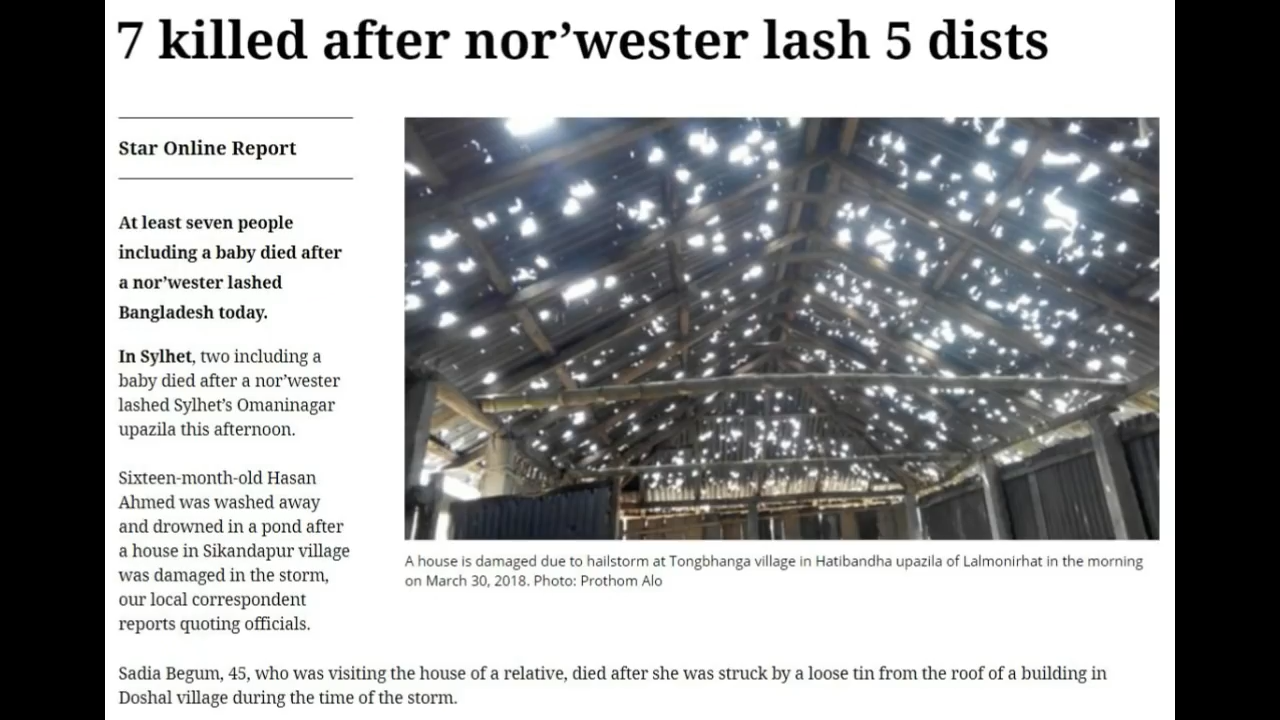 7 killed after nor’wester lash 5 dists
Star Online Report
At least seven people
including a baby died after
a nor’wester lashed
Bangladesh today.
In Sylhet, two including a
baby died after a nor’wester
lashed Sylhet’s Omaninagar
upazila this afternoon.
Sixteen-month-old Hasan
Ahmed was washed away
and drowned in a pond after
a house in Sikandapur village
was damaged in the storm,
our local correspondent
reports quoting officials.
A house is damaged due to hailstorm at Tongbhanga village in Hatibandha upazila of Lalmonirhat in the morning
on March 30, 2018. Photo: Prothom Alo
Sadia Begum, 45, who was visiting the house of a relative, died after she was struck by a loose tin from the roof of a building in
Doshal village during the time of the storm.